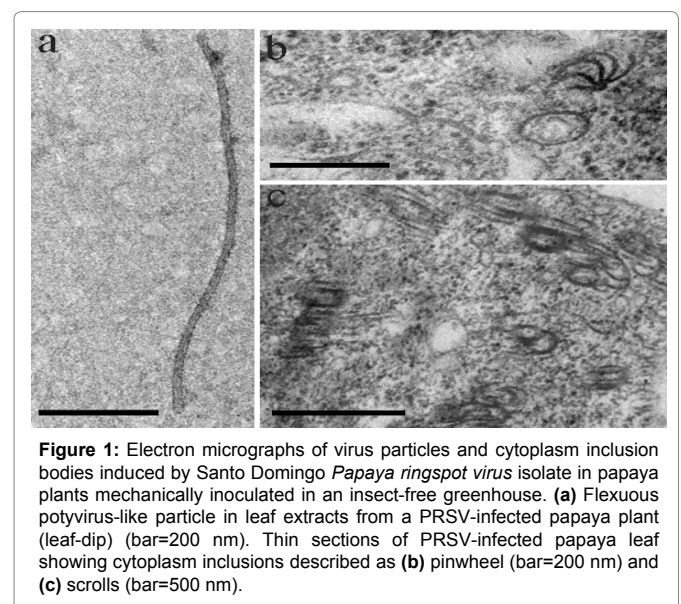 a
b
c
Figure 1: Electron micrographs of virus particles and cytoplasm inclusion
bodies induced by Santo Domingo Papaya ringspot virus isolate in papaya
plants mechanically inoculated in an insect-free greenhouse. (a) Flexuous
potyvirus-like particle in leaf extracts from a PRSV-infected papaya plant
(leaf-dip) (bar=200 nm). Thin sections of PRSV-infected papaya leaf
showing cytoplasm inclusions described as (b) pinwheel (bar=200 nm) and
(c) scrolls (bar=500 nm).